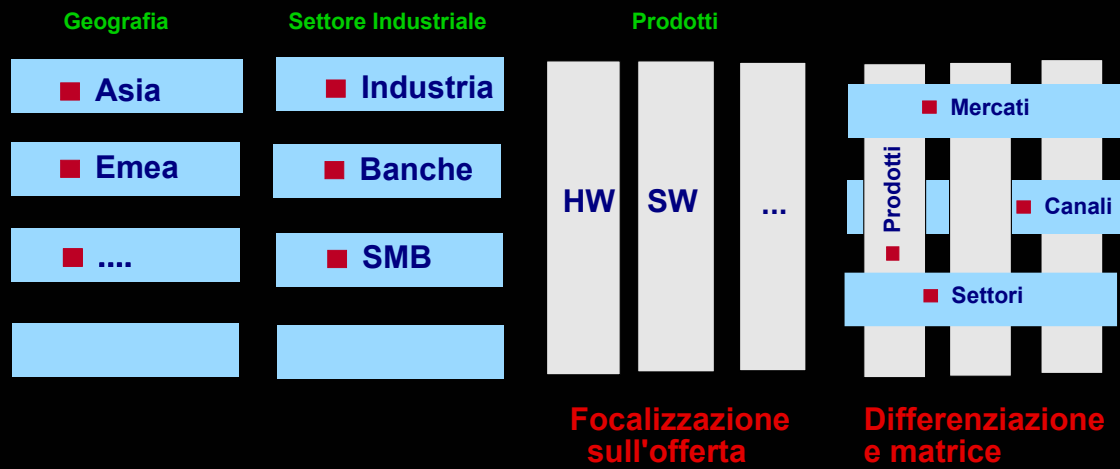 Geografia
Settore Industriale
Prodotti
Asia
Emea
....
Industria
Banche
SMB
HW
SW
...
Mercati
Prodotti
Canali
Settori
Focalizzazione
sull'offerta
Differenziazione
e matrice